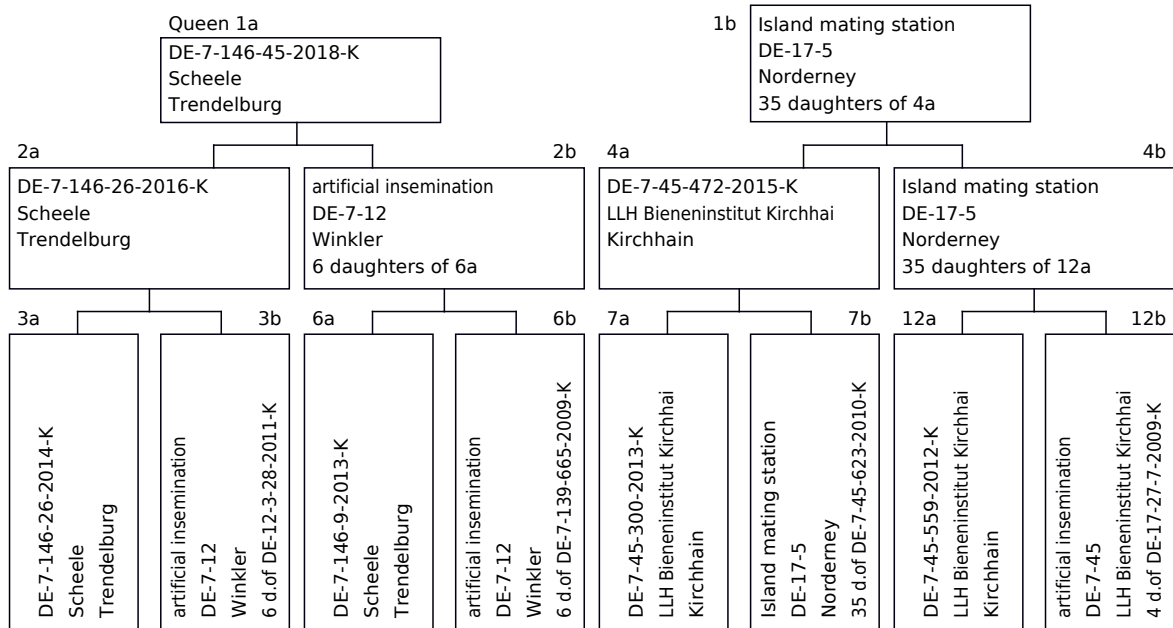 Queen 1a
DE-7-146-45-2018-K
Scheele
Trendelburg
1b
Island mating station
DE-17-5
Norderney
35 daughters of 4a
2a
DE-7-146-26-2016-K
Scheele
Trendelburg
2b
artificial insemination
DE-7-12
Winkler
6 daughters of 6a
4a
DE-7-45-472-2015-K
LLH Bieneninstitut Kirchhai
Kirchhain
4b
Island mating station
DE-17-5
Norderney
35 daughters of 12a
3a
DE-7-146-26-2014-K
Scheele
Trendelburg
3b
artificial insemination
DE-7-12
Winkler
6 d.of DE-12-3-28-2011-K
6a
DE-7-146-9-2013-K
Scheele
Trendelburg
6b
artificial insemination
DE-7-12
Winkler
6 d.of DE-7-139-665-2009-K
7a
DE-7-45-300-2013-K
LLH Bieneninstitut Kirchhai
Kirchhain
7b
Island mating station
DE-17-5
Norderney
35 d.of DE-7-45-623-2010-K
12a
DE-7-45-559-2012-K
LLH Bieneninstitut Kirchhai
Kirchhain
12b
artificial insemination
DE-7-45
LLH Bieneninstitut Kirchhai
4 d.of DE-17-27-7-2009-K